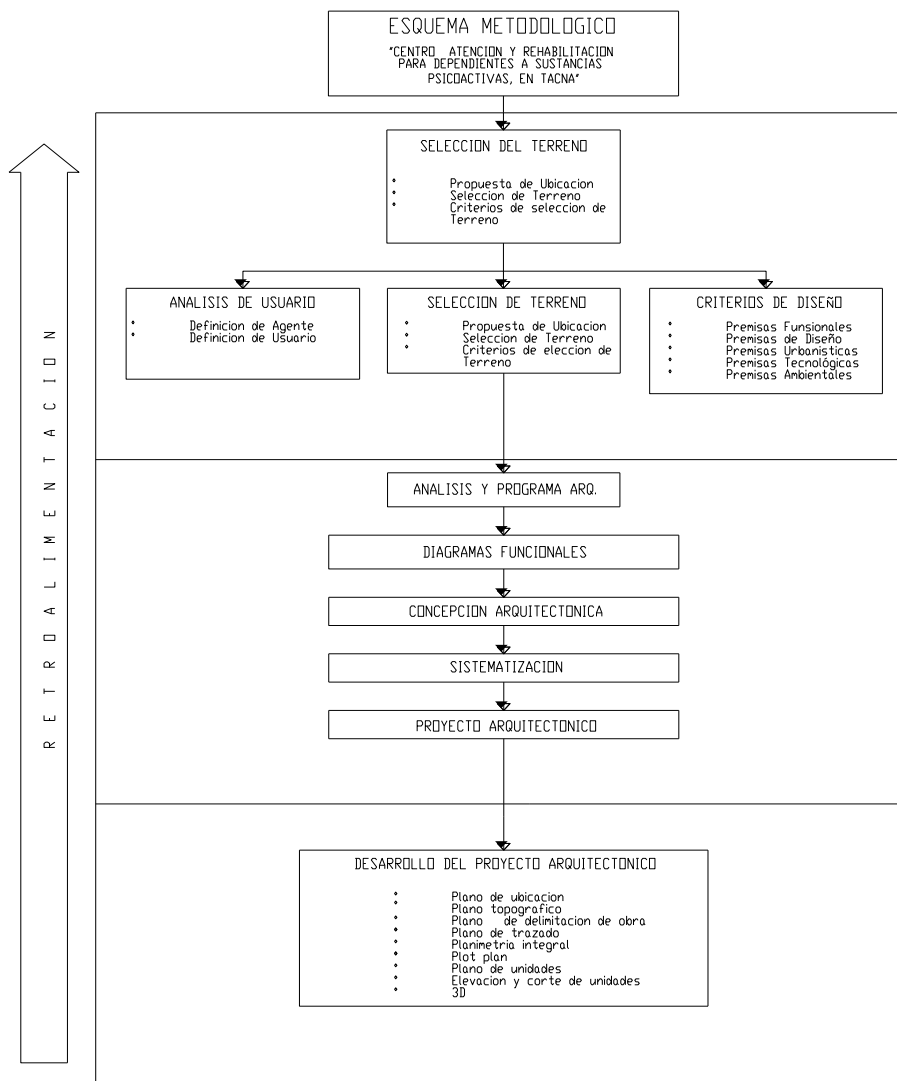 ESQUEMA METODOLOGICO
"CENTRO ATENCION Y REHABILITACION
PARA DEPENDIENTES A SUSTANCIAS
PSICOACTIVAS, EN TACNA"
SELECCION DEL TERRENO
° Propuesta de Ubicacion
° Seleccion de Terreno
° Criterios de seleccion de
Terreno
ANALISIS DE USUARIO
° Definicion de Agente
° Definicion de Usuario
SELECCION DE TERRENO
° Propuesta de Ubicacion
° Seleccion de Terreno
° Criterios de eleccion de
Terreno
CRITERIOS DE DISEÑO
° Premisas Funsionales
° Premisas de Diseño
° Premisas Urbanisticas
° Premisas Tecnológicas
° Premisas Ambientales
RETROALIMENTACION
ANALISIS Y PROGRAMA ARQ.
DIAGRAMAS FUNCIONALES
CONCEPCION ARQUITECTONICA
SISTEMATIZACION
PROYECTO ARQUITECTONICO
DESARROLLO DEL PROYECTO ARQUITECTONICO
° Plano de ubicacion
° Plano topografico
° Plano de delimitacion de obra
° Plano de trazado
° Planimetria integral
° Plot plan
° Plano de unidades
° Elevacion y corte de unidades
° 3D